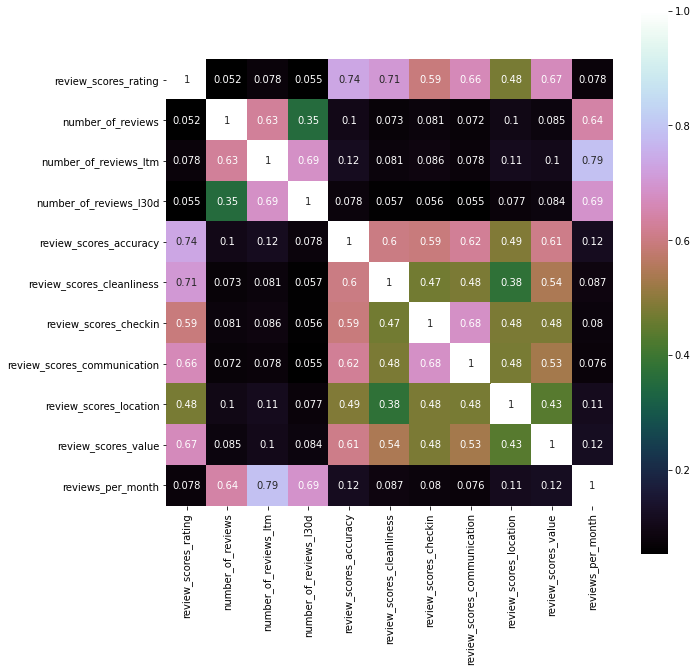 1.0
review_scores_rating 1 0.052 0.078 0.055 0.74 0.71 0.59 0.66 0.48 0.67 0.078
number_of_reviews 0.052 1 0.63 0.35 0.1 0.073 0.081 0.072 0.1 0.085 0.64
0.8
number_of_reviews_ltm 0.078 0.63 1 0.69 0.12 0.081 0.086 0.078 0.11 0.1 0.79
number_of_reviews_l30d 0.055 0.35 0.69 1 0.078 0.057 0.056 0.055 0.077 0.084 0.69
review_scores_accuracy 0.74 0.1 0.12 0.078 1 0.6 0.59 0.62 0.49 0.61 0.12
0.6
review_scores_cleanliness 0.71 0.073 0.081 0.057 0.6 1 0.47 0.48 0.38 0.54 0.087
review_scores_checkin 0.59 0.081 0.086 0.056 0.59 0.47 1 0.68 0.48 0.48 0.08
0.4
review_scores_communication 0.66 0.072 0.078 0.055 0.62 0.48 0.68 1 0.48 0.53 0.076
review_scores_location 0.48 0.1 0.11 0.077 0.49 0.38 0.48 0.48 1 0.43 0.11
review_scores_value 0.67 0.085 0.1 0.084 0.61 0.54 0.48 0.53 0.43 1 0.12
0.2
reviews_per_month 0.078 0.64 0.79 0.69 0.12 0.087 0.08 0.076 0.11 0.12 1
review_scores_rating
number_of_reviews
number_of_reviews_ltm
number_of_reviews_l30d
review_scores_accuracy
review_scores_cleanliness
review_scores_checkin
review_scores_communication
review_scores_location
review_scores_value
reviews_per_month